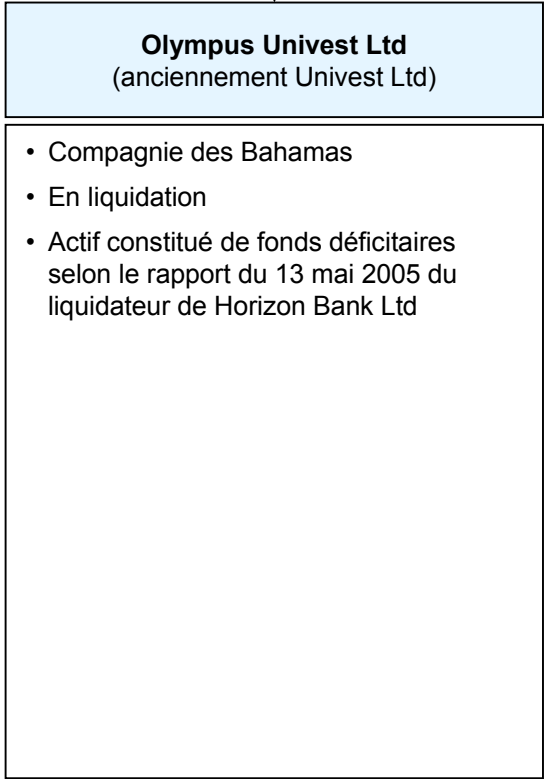 Olympus Univest Ltd
(anciennement Univest Ltd)
• Compagnie des Bahamas
• En liquidation
• Actif constitué de fonds déficitaires
selon le rapport du 13 mai 2005 du
liquidateur de Horizon Bank Ltd